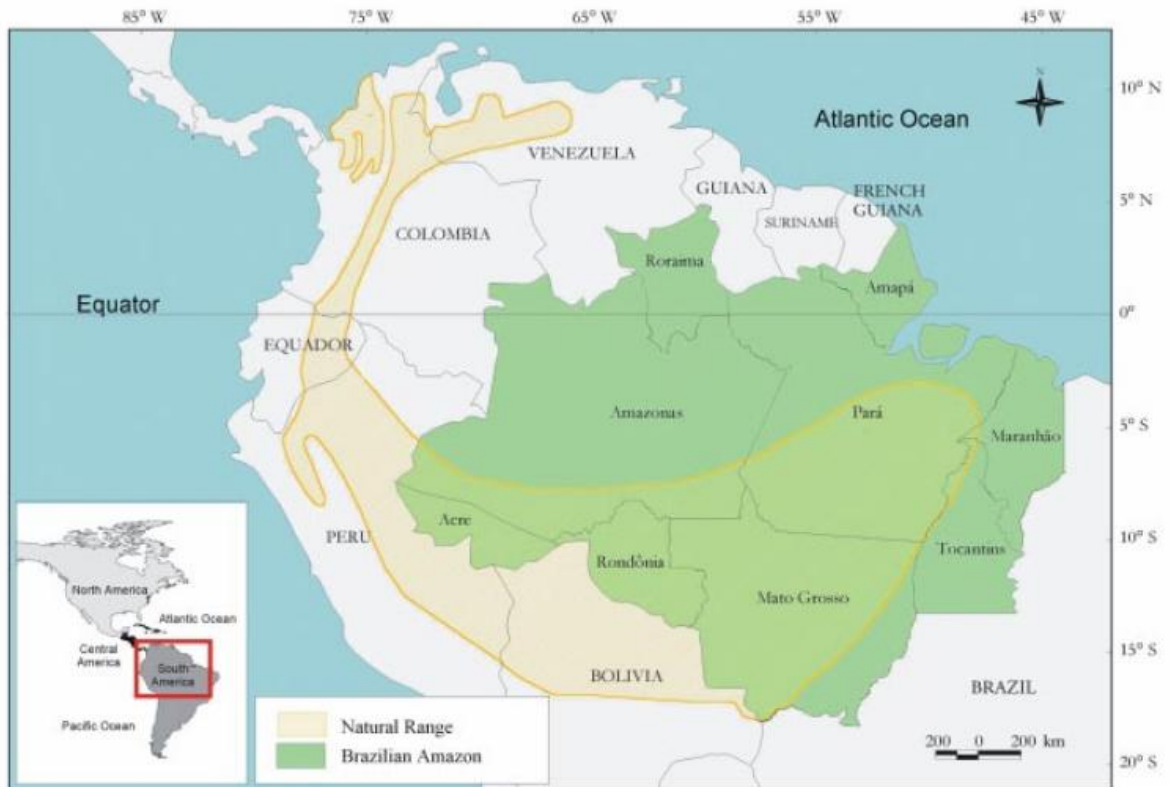 85° W
75° W
65° W
55° W
45° W
N
10° N
Atlantic Ocean
VENEZUELA
GUIANA
FRENCH
GUIANA
5° N
SURINAME
COLOMBIA
Roraima
Amapá
Equator
0°
EQUADOR
Amazonas
Pará
Maranhão
5° S
PERU
Acre
Rondônia
Tocantins
10° S
Mato Grosso
North America
Atlantic Ocean
Central
America
South
America
Pacific Ocean
BOLIVIA
BRAZIL
15° S
Natural Range
Brazilian Amazon
200 0 200 km
20° S